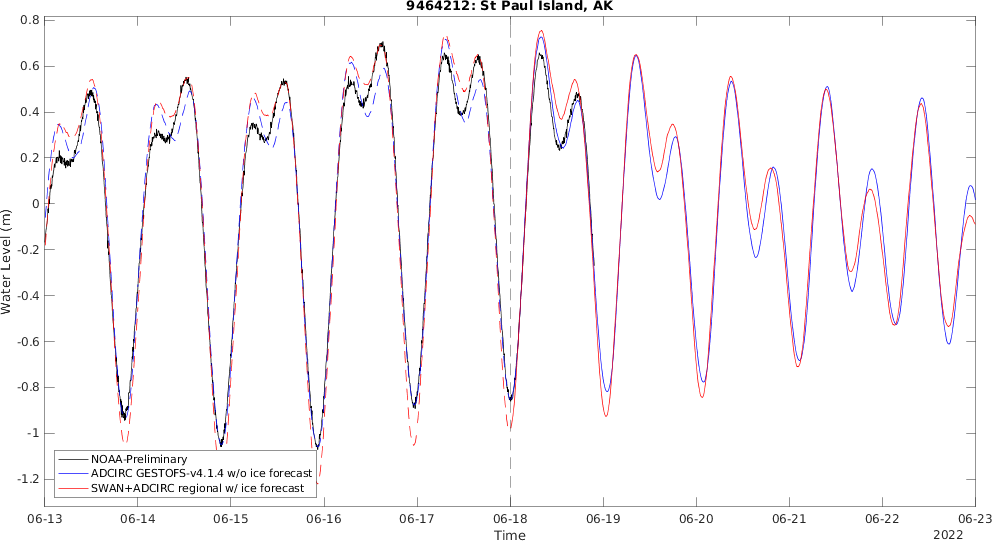 9464212: St Paul Island, AK
0.8
0.6
0.4
0.2
0
-0.2
-0.4
-0.6
-0.8
-1
-1.2
Water Level (m)
NOAA-Preliminary
ADCIRC GESTOFS-v4.1.4 w/o ice forecast
SWAN+ADCIRC regional w/ ice forecast
06-13 06-14 06-15 06-16 06-17 06-18 06-19 06-20 06-21 06-22 06-23
Time
2022